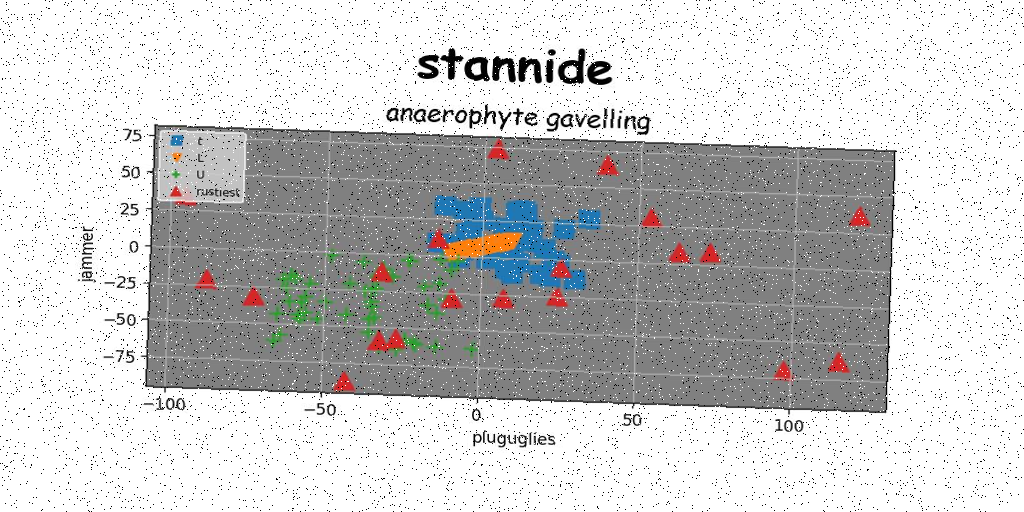 stannide
anaerophyte gavelling
75
50
25
0
−25
−50
−75
jammer
t
L
U
rustiest
−100
−50
0
50
100
pluguglies